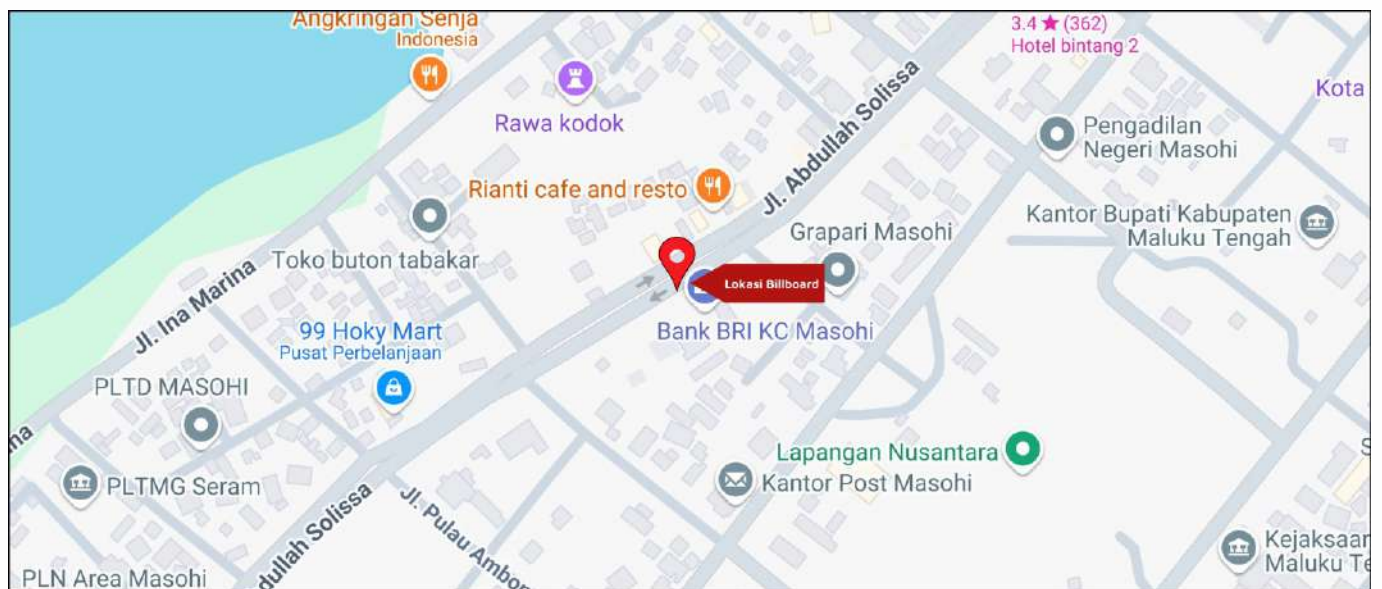 Angkringan Senja
Indonesia
3.4 ★ (362)
Hotel bintang 2
Kota
Rawa kodok
Jl. Abdullah Solissa
Pengadilan
Negeri Masohi
Rianti cafe and resto
Kantor Bupati Kabupaten
Maluku Tengah
Grapari Masohi
Toko buton tabakar
Lokasi Billboard
Jl. Ina Marina
99 Hoky Mart
Pusat Perbelanjaan
Bank BRI KC Masohi
PLTD MASOHI
na
Lapangan Nusantara
S
PLTMG Seram
Kantor Post Masohi
Jl. Pulau Ambon
dullah Solissa
Kejaksaan
Maluku Te
PLN Area Masohi